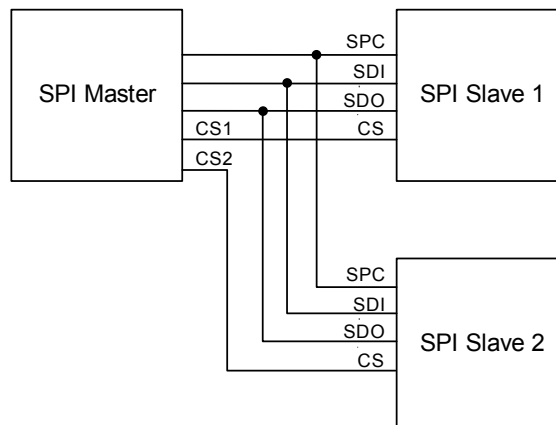 SPI Master
CS1
CS2
SPC
SDI
SDO
CS
SPI Slave 1
SPC
SDI
SDO
CS
SPI Slave 2